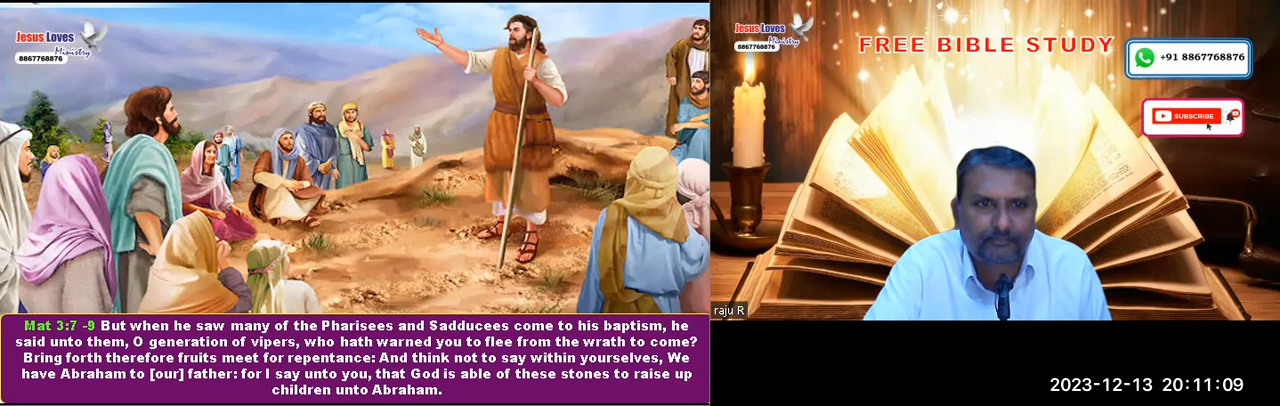 Jesus Loves
Ministry
8867768876
Mat 3:7 -9 But when he saw many of the Pharisees and Sadducees come to his baptism, he
said unto them, O generation of vipers, who hath warned you to flee from the wrath to come?
Bring forth therefore fruits meet for repentance: And think not to say within yourselves, We
have Abraham to [our] father: for I say unto you, that God is able of these stones to raise up
children unto Abraham.
Jesus Loves
Ministry
8867768876
FREE BIBLE STUDY
+91 8867768876
SUBSCRIBE
raju R
2023-12-13 20:11:09